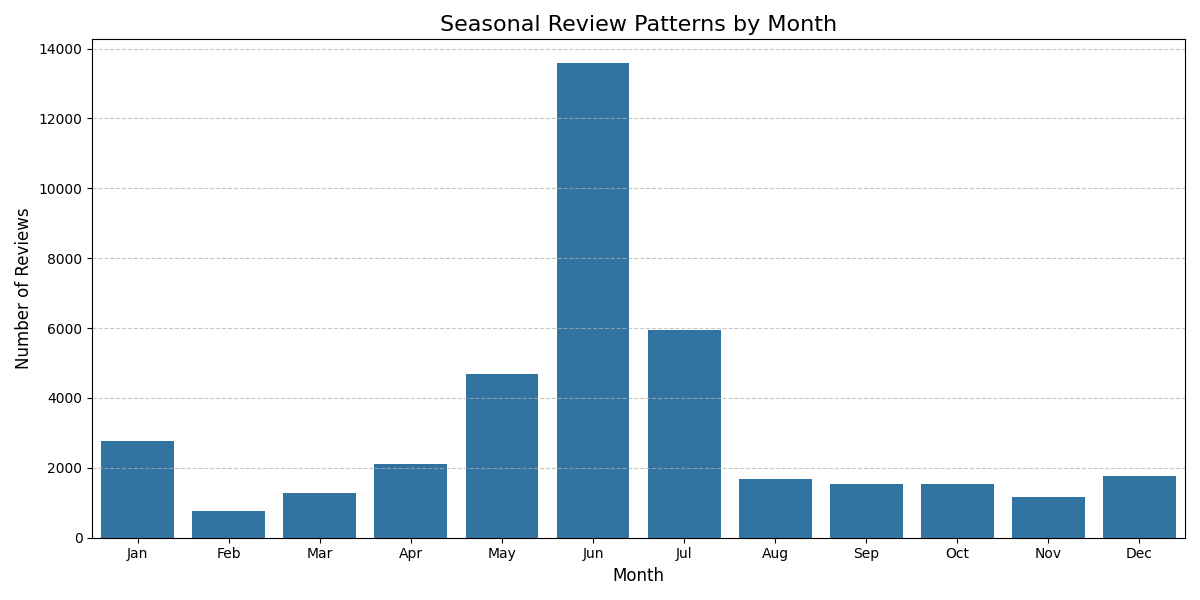 Seasonal Review Patterns by Month
14000
12000
10000
8000
6000
4000
2000
0
Number of Reviews
Jan Feb Mar Apr May Jun Jul Aug Sep Oct Nov Dec
Month